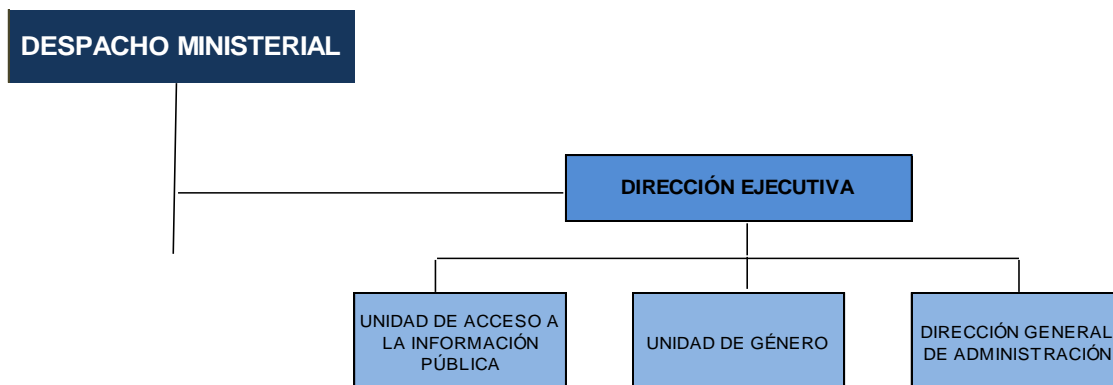 DESPACHO MINISTERIAL
DIRECCIÓN EJECUTIVA
UNIDAD DE ACCESO A
LA INFORMACIÓN
PÚBLICA
UNIDAD DE GÉNERO
DIRECCIÓN GENERAL
DE ADMINISTRACIÓN